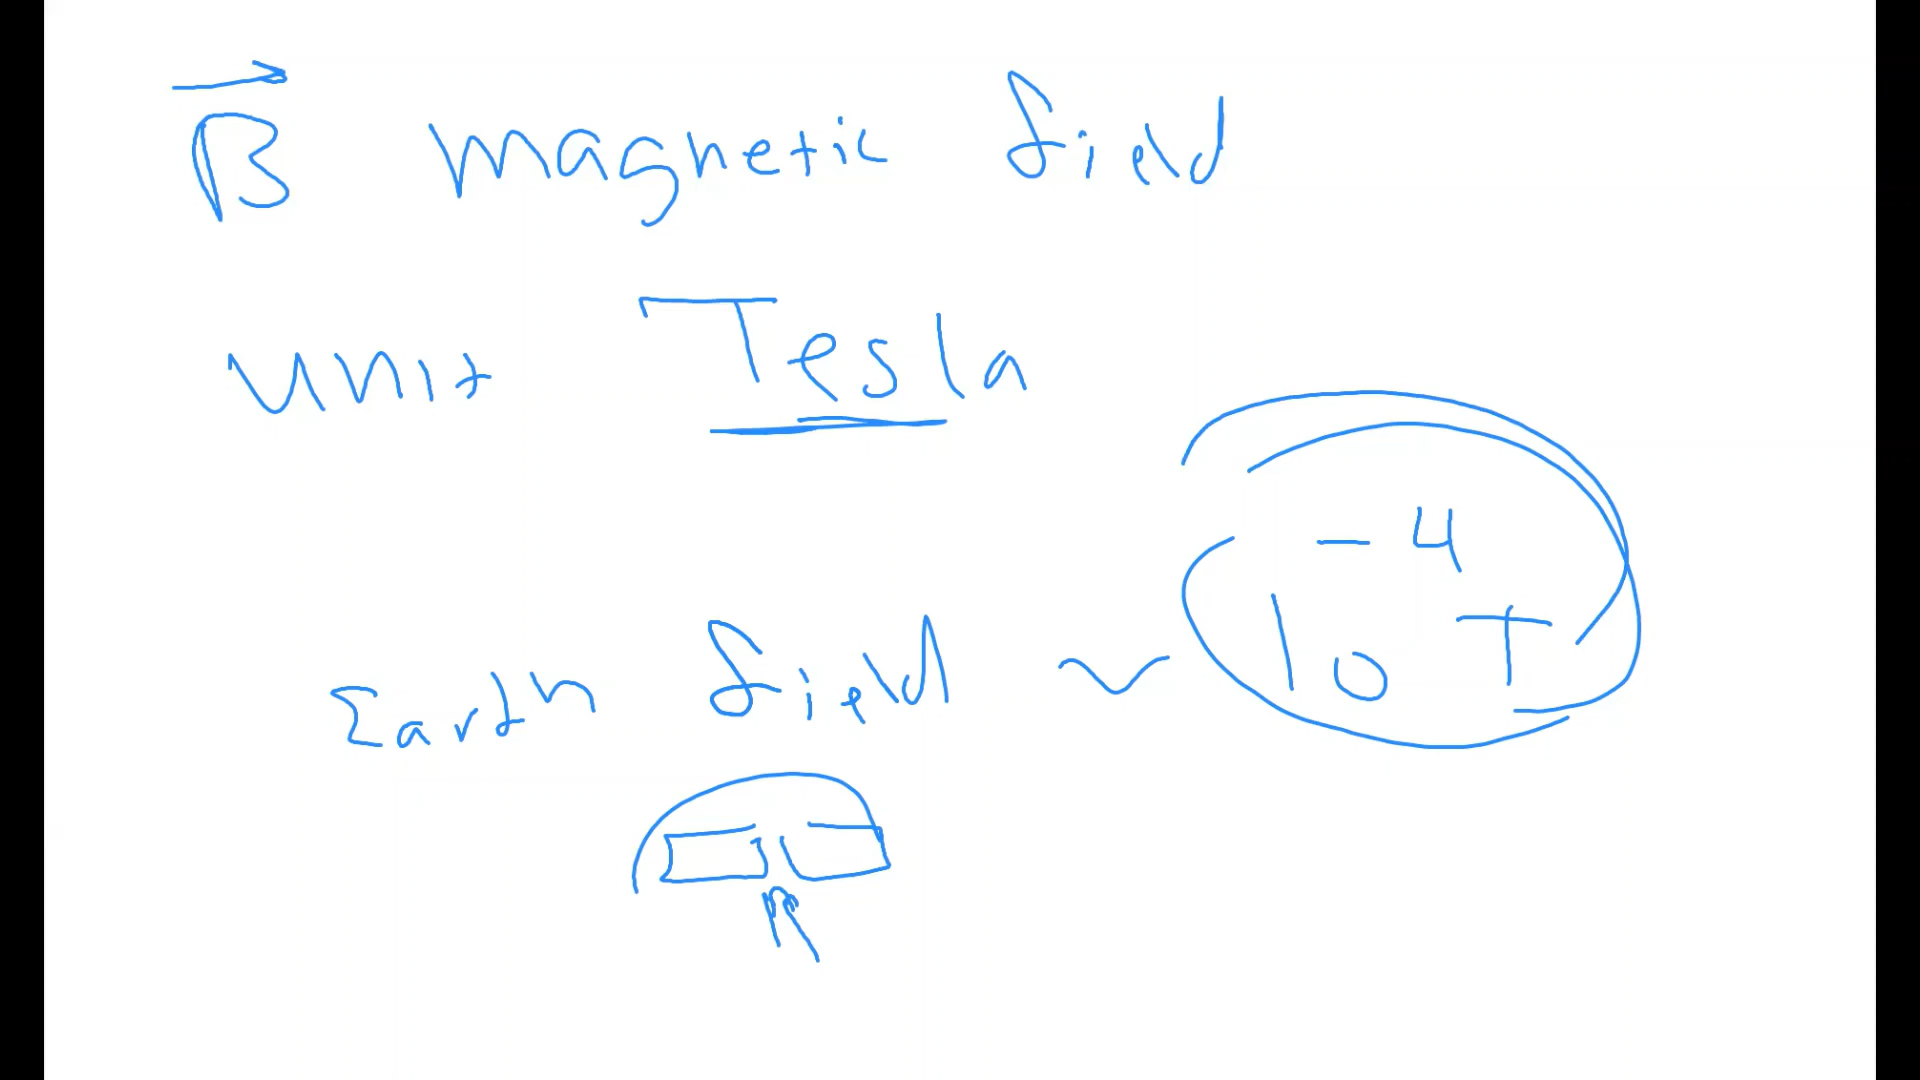 B⃗ magnetic field
unit Tesla
Earth field ~ 10⁻⁴ T